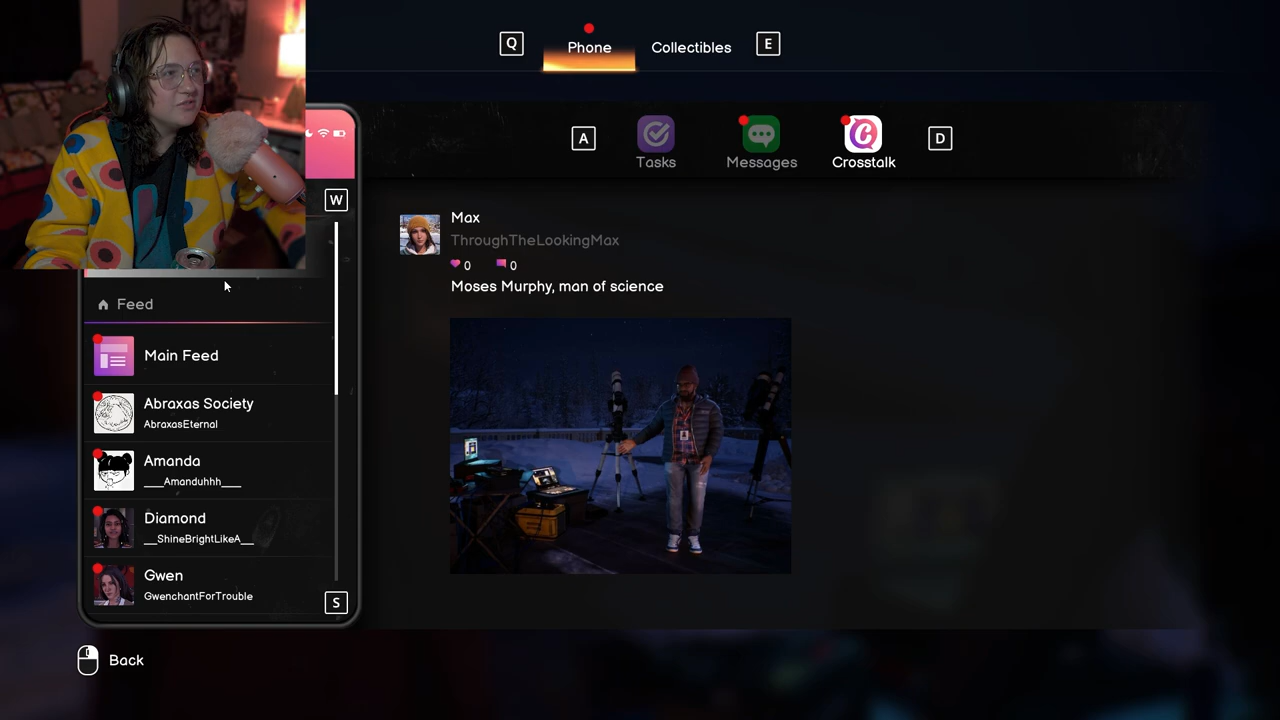 Q
Phone
Collectibles
E
A
Tasks
Messages
Crosstalk
D
W
Max
ThroughTheLookingMax
0
0
Moses Murphy, man of science
Feed
Main Feed
Abraxas Society
AbraxasEternal
Amanda
___Amanduhhh___
Diamond
__ShineBrightLikeA__
Gwen
GwenchantForTrouble
S
Back